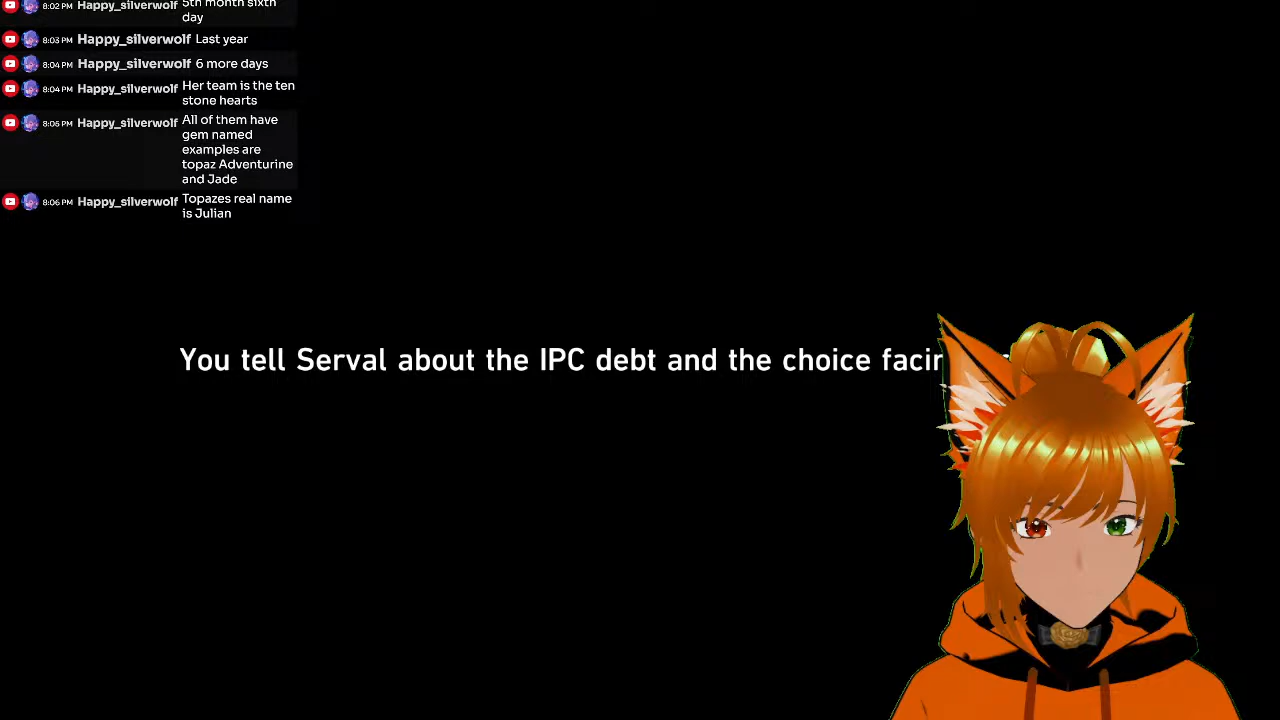 8:02 PM Happy_silverwolf 5th month sixth
day
8:03 PM Happy_silverwolf Last year
8:04 PM Happy_silverwolf 6 more days
8:04 PM Happy_silverwolf Her team is the ten
stone hearts
8:05 PM Happy_silverwolf All of them have
gem named
examples are
topaz Adventurine
and Jade
8:06 PM Happy_silverwolf Topazes real name
is Julian
You tell Serval about the IPC debt and the choice